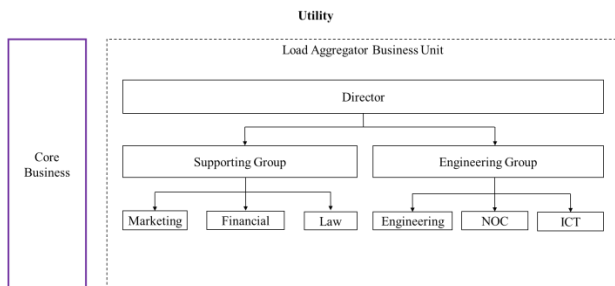 Utility
Load Aggregator Business Unit
Director
Core
Business
Supporting Group
Engineering Group
Marketing
Financial
Law
Engineering
NOC
ICT